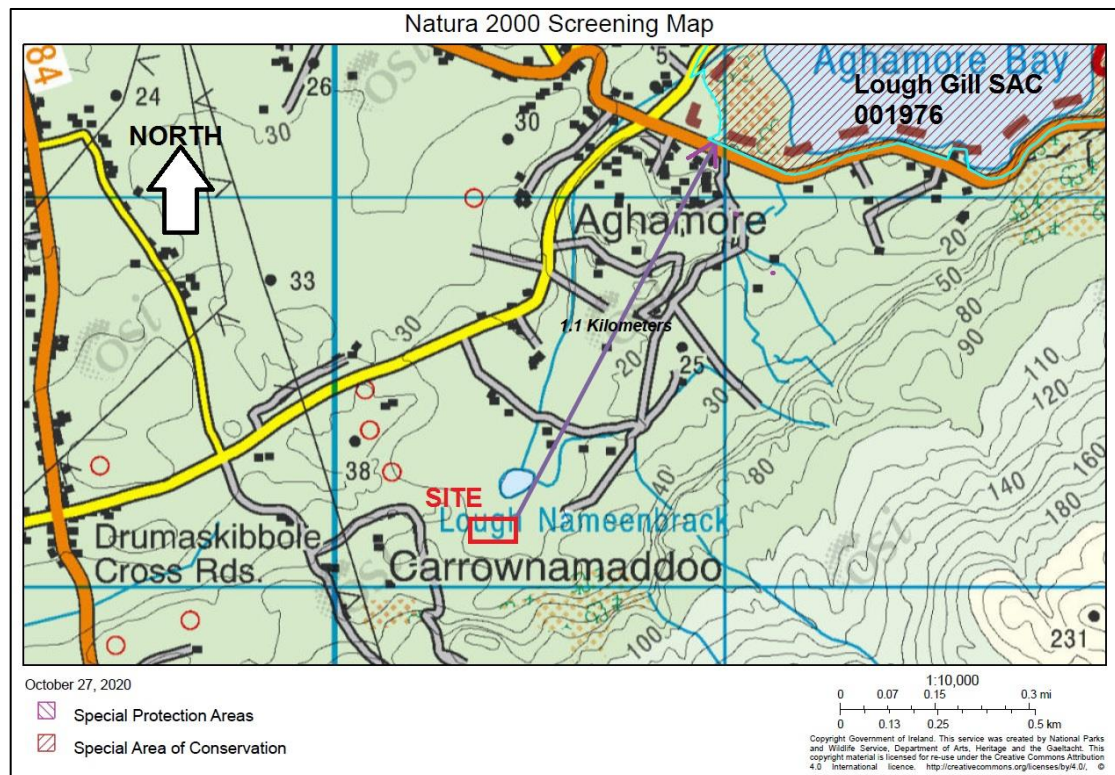 Natura 2000 Screening Map
84
26
5
Aghamore Bay
Lough Gill SAC
001976
24
30
30
NORTH
Aghamore
33
20
50
80
90
30
1.1 Kilometers
20
25
30
110
120
38
40
80
140
160
180
SITE
Lough Nameenbrack
Drumaskibbole
Cross Rds.
Carrownamaddoo
100
231
OSi
October 27, 2020
Special Protection Areas
Special Area of Conservation
1:10,000
0 0.07 0.15 0.3 mi
0 0.13 0.25 0.5 km
Copyright Government of Ireland. This service was created by National Parks
and Wildlife Service, Department of Arts, Heritage and the Gaeltacht. This
copyright material is licensed for re-use under the Creative Commons Attribution
4.0 International licence. http://creativecommons.org/licenses/by/4.0/, ©